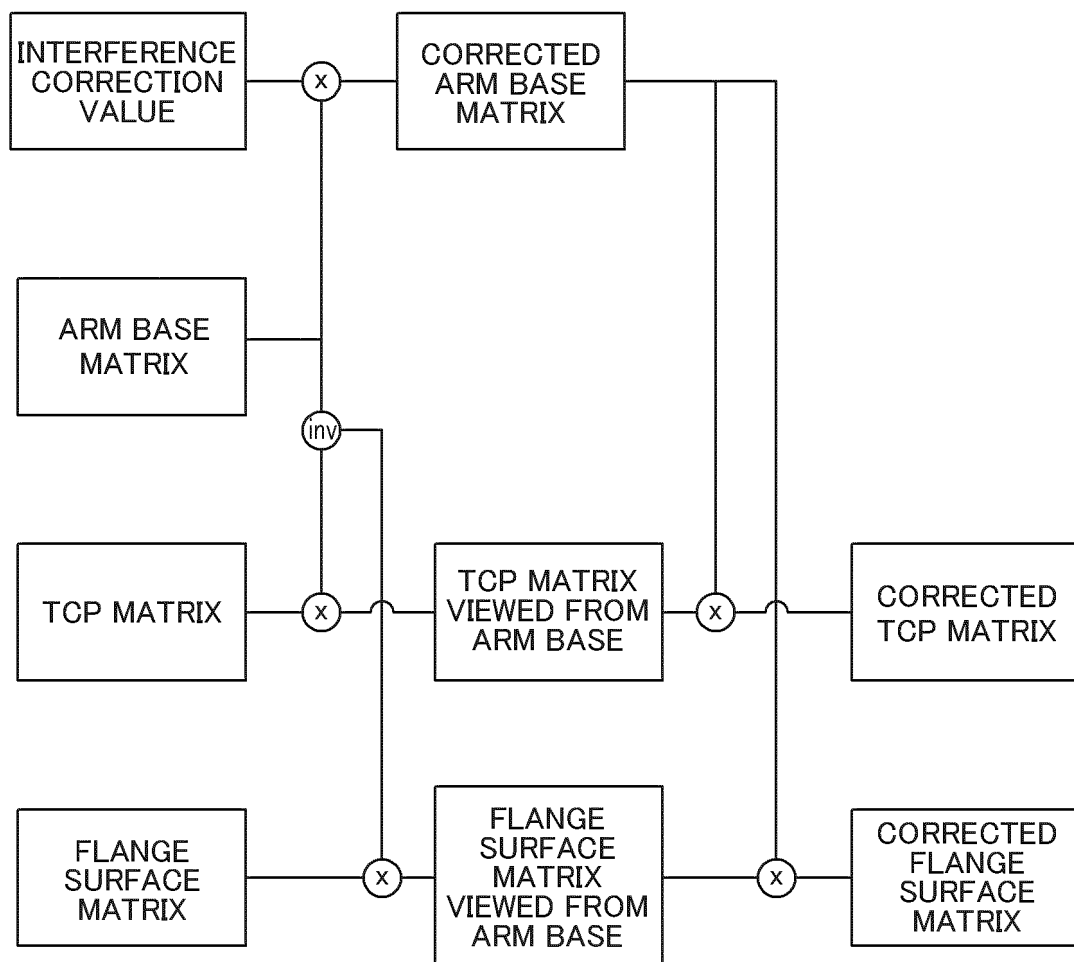 INTERFERENCE
CORRECTION
VALUE
x
CORRECTED
ARM BASE
MATRIX
ARM BASE
MATRIX
inv
TCP MATRIX
x
TCP MATRIX
VIEWED FROM
ARM BASE
x
CORRECTED
TCP MATRIX
FLANGE
SURFACE
MATRIX
x
FLANGE
SURFACE
MATRIX
VIEWED FROM
ARM BASE
x
CORRECTED
FLANGE
SURFACE
MATRIX